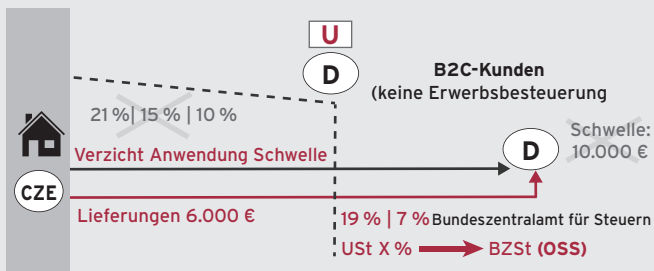 U
D
B2C-Kunden
(keine Erwerbsbesteuerung
21 %| 15 % | 10 %
Schwelle:
10.000 €
D
Verzicht Anwendung Schwelle
CZE
Lieferungen 6.000 €
19 % | 7 % Bundeszentralamt für Steuern
USt X % BZSt (OSS)